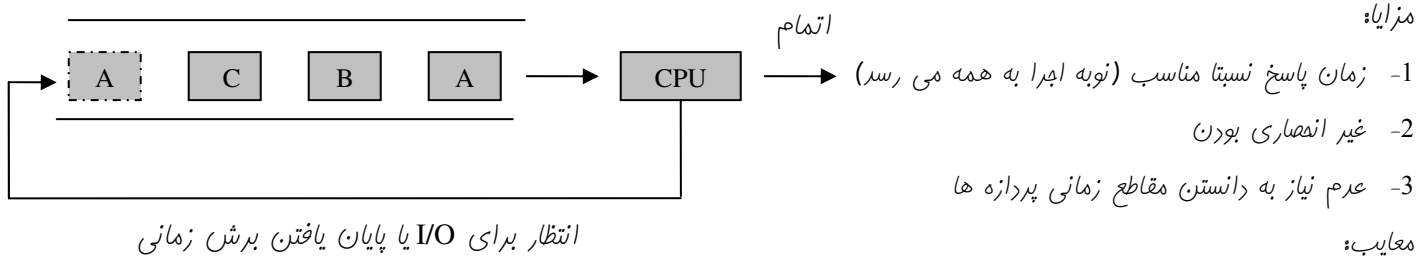 مزایا:
1- زمان پاسخ نسبتا مناسب (نوبه اجرا به همه می رسد)
2- غیر انحصاری بودن
3- عدم نیاز به دانستن مقاطع زمانی پردازه ها
معایب:
اتمام
A C B A CPU
انتظار برای I/O یا پایان یافتن برش زمانی